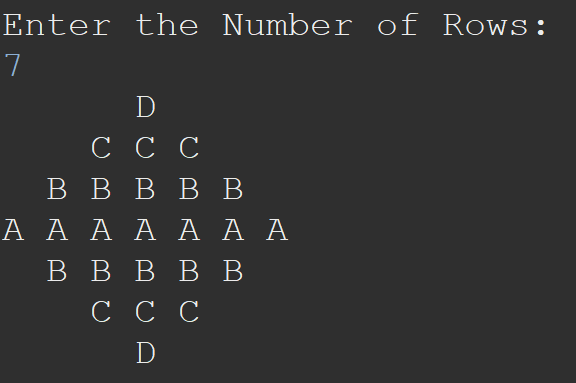 Enter the Number of Rows:
7
      D
    C C C
  B B B B B
A A A A A A A
  B B B B B
    C C C
      D